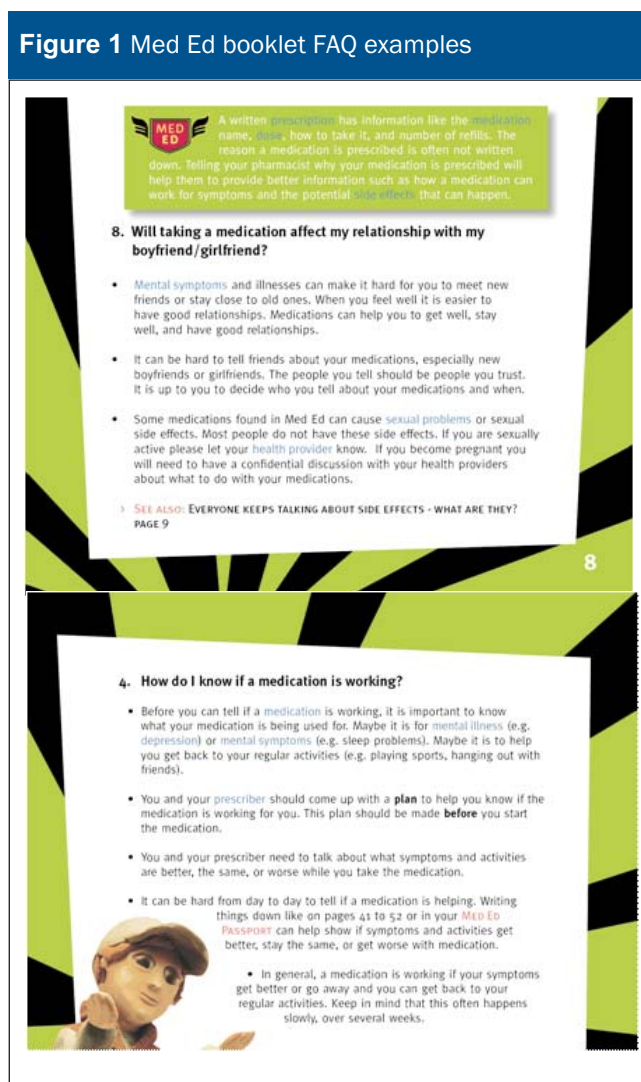 Figure 1 Med Ed booklet FAQ examples
MED
ED
A written prescription has information like the medication
name, dose, how to take it, and number of refills. The
reason a medication is prescribed is often not written
down. Telling your pharmacist why your medication is prescribed will
help them to provide better information such as how a medication can
work for symptoms and the potential side effects that can happen.
8. Will taking a medication affect my relationship with my
boyfriend/girlfriend?
• Mental symptoms and illnesses can make it hard for you to meet new
friends or stay close to old ones. When you feel well it is easier to
have good relationships. Medications can help you to get well, stay
well, and have good relationships.
• It can be hard to tell friends about your medications, especially new
boyfriends or girlfriends. The people you tell should be people you trust.
It is up to you to decide who you tell about your medications and when.
• Some medications found in Med Ed can cause sexual problems or sexual
side effects. Most people do not have these side effects. If you are sexually
active please let your health provider know. If you become pregnant you
will need to have a confidential discussion with your health providers
about what to do with your medications.
› SEE ALSO: EVERYONE KEEPS TALKING ABOUT SIDE EFFECTS - WHAT ARE THEY?
PAGE 9
8
4. How do I know if a medication is working?
• Before you can tell if a medication is working, it is important to know
what your medication is being used for. Maybe it is for mental illness (e.g.
depression) or mental symptoms (e.g. sleep problems). Maybe it is to help
you get back to your regular activities (e.g. playing sports, hanging out with
friends).
• You and your prescriber should come up with a plan to help you know if the
medication is working for you. This plan should be made before you start
the medication.
• You and your prescriber need to talk about what symptoms and activities
are better, the same, or worse while you take the medication.
• It can be hard from day to day to tell if a medication is helping. Writing
things down like on pages 41 to 52 or in your MED ED
PASSPORT can help show if symptoms and activities get
better, stay the same, or get worse with medication.
• In general, a medication is working if your symptoms
get better or go away and you can get back to your
regular activities. Keep in mind that this often happens
slowly, over several weeks.